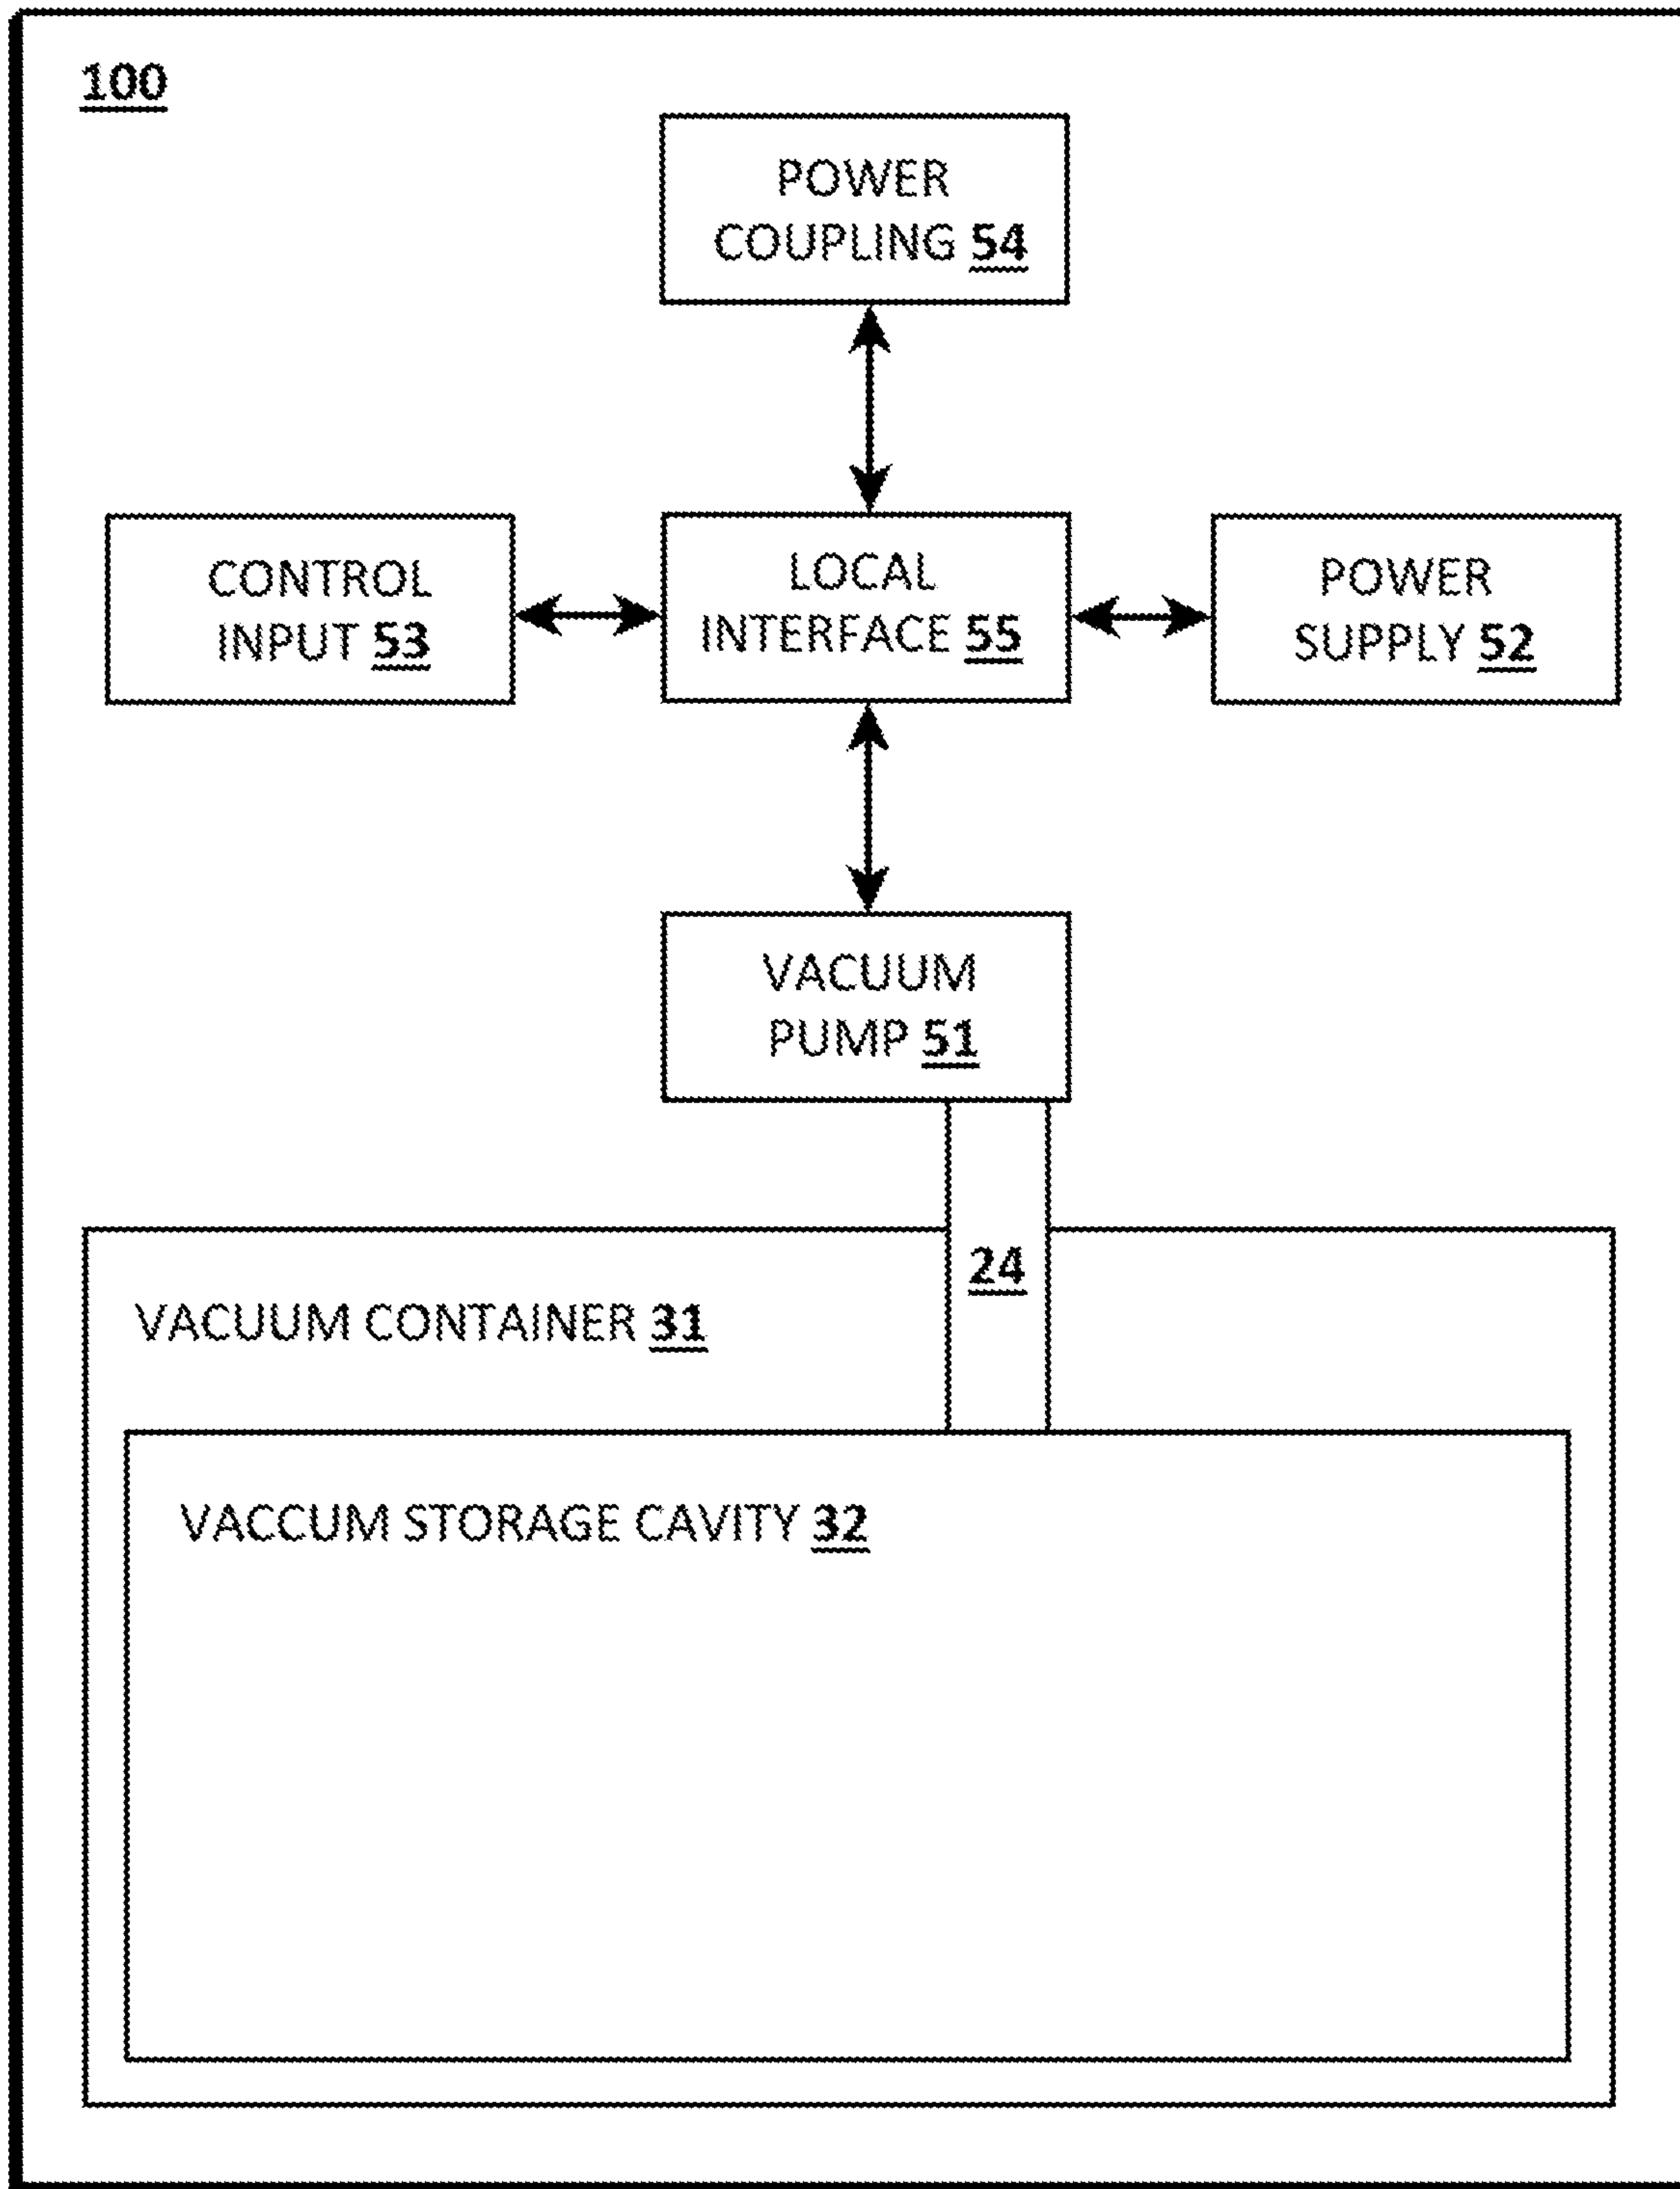 100
POWER
COUPLING 54
CONTROL
INPUT 53
LOCAL
INTERFACE 55
POWER
SUPPLY 52
VACUUM
PUMP 51
24
VACUUM CONTAINER 31
VACCUM STORAGE CAVITY 32